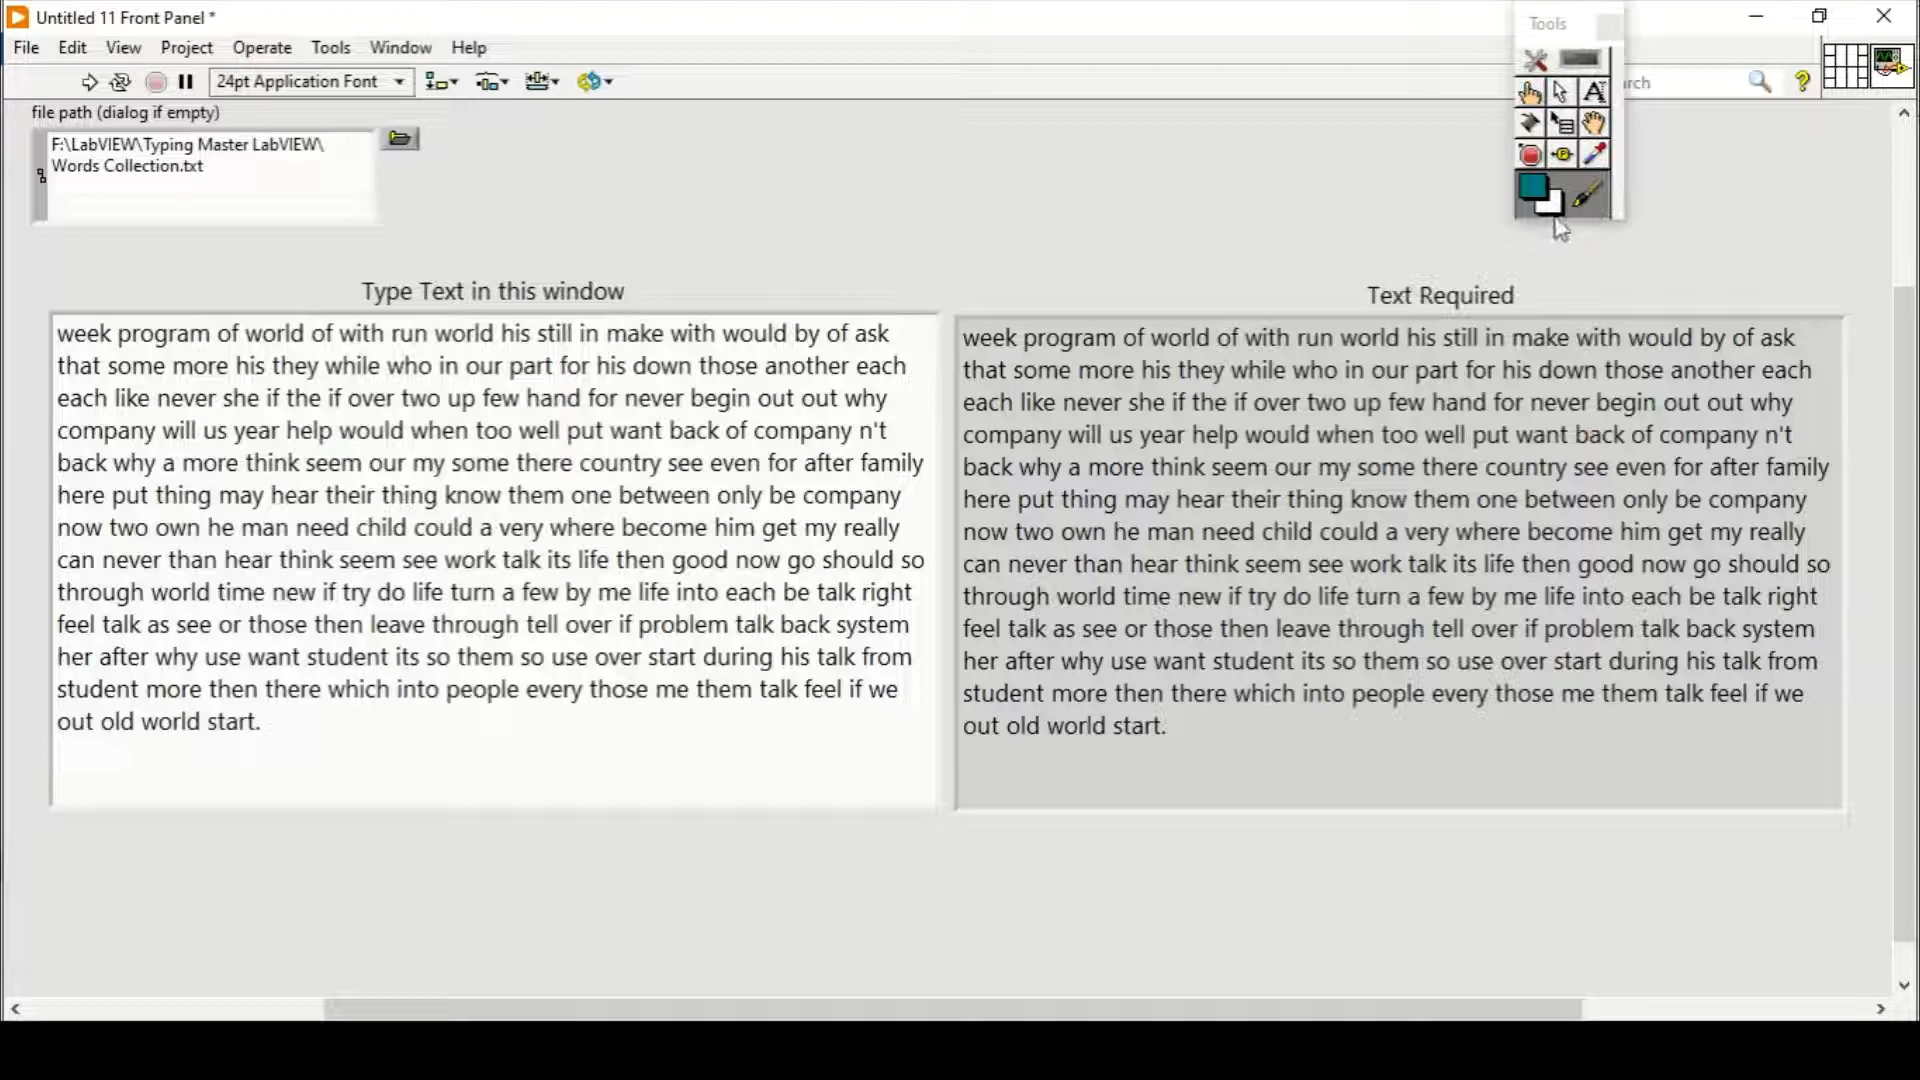 Untitled 11 Front Panel *
Tools
File Edit View Project Operate Tools Window Help
24pt Application Font
rch
file path (dialog if empty)
F:\LabVIEW\Typing Master LabVIEW\
Words Collection.txt
Type Text in this window
week program of world of with run world his still in make with would by of ask
that some more his they while who in our part for his down those another each
each like never she if the if over two up few hand for never begin out out why
company will us year help would when too well put want back of company n't
back why a more think seem our my some there country see even for after family
here put thing may hear their thing know them one between only be company
now two own he man need child could a very where become him get my really
can never than hear think seem see work talk its life then good now go should so
through world time new if try do life turn a few by me life into each be talk right
feel talk as see or those then leave through tell over if problem talk back system
her after why use want student its so them so use over start during his talk from
student more then there which into people every those me them talk feel if we
out old world start.
Text Required
week program of world of with run world his still in make with would by of ask
that some more his they while who in our part for his down those another each
each like never she if the if over two up few hand for never begin out out why
company will us year help would when too well put want back of company n't
back why a more think seem our my some there country see even for after family
here put thing may hear their thing know them one between only be company
now two own he man need child could a very where become him get my really
can never than hear think seem see work talk its life then good now go should so
through world time new if try do life turn a few by me life into each be talk right
feel talk as see or those then leave through tell over if problem talk back system
her after why use want student its so them so use over start during his talk from
student more then there which into people every those me them talk feel if we
out old world start.